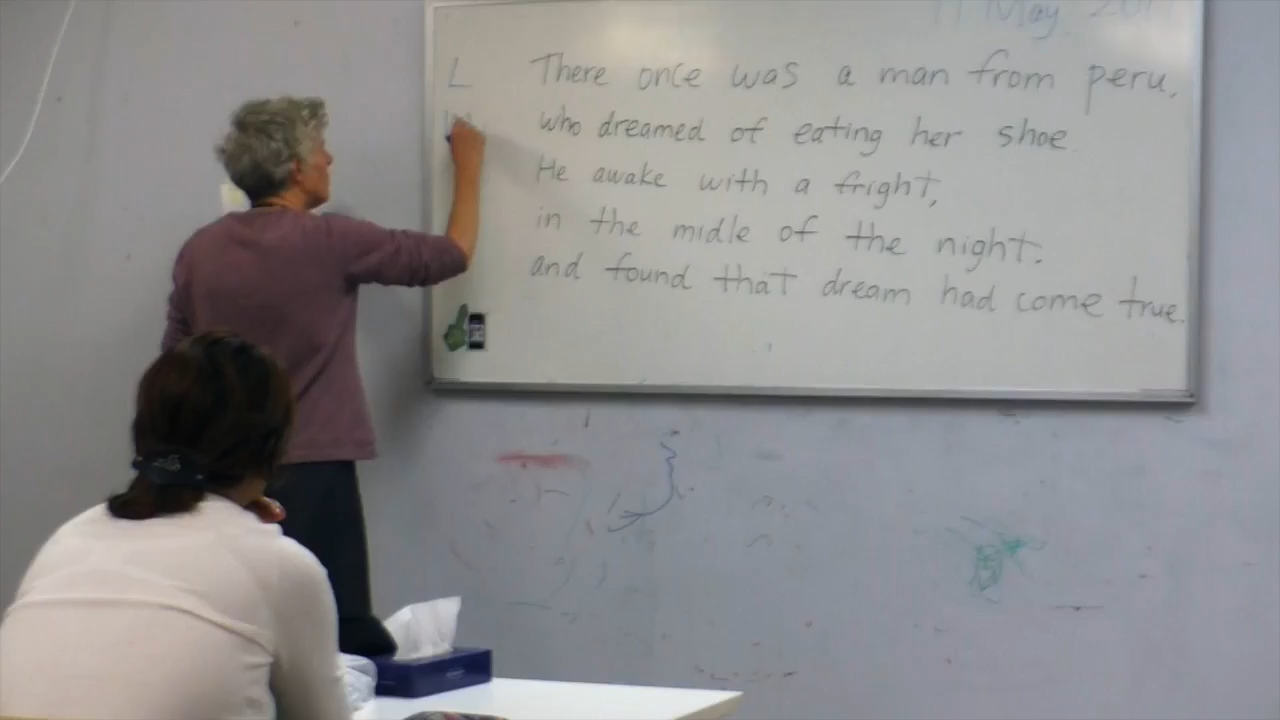 May
L There once was a man from peru,
who dreamed of eating her shoe.
He awake with a fright,
in the midle of the night.
and found that dream had come true.